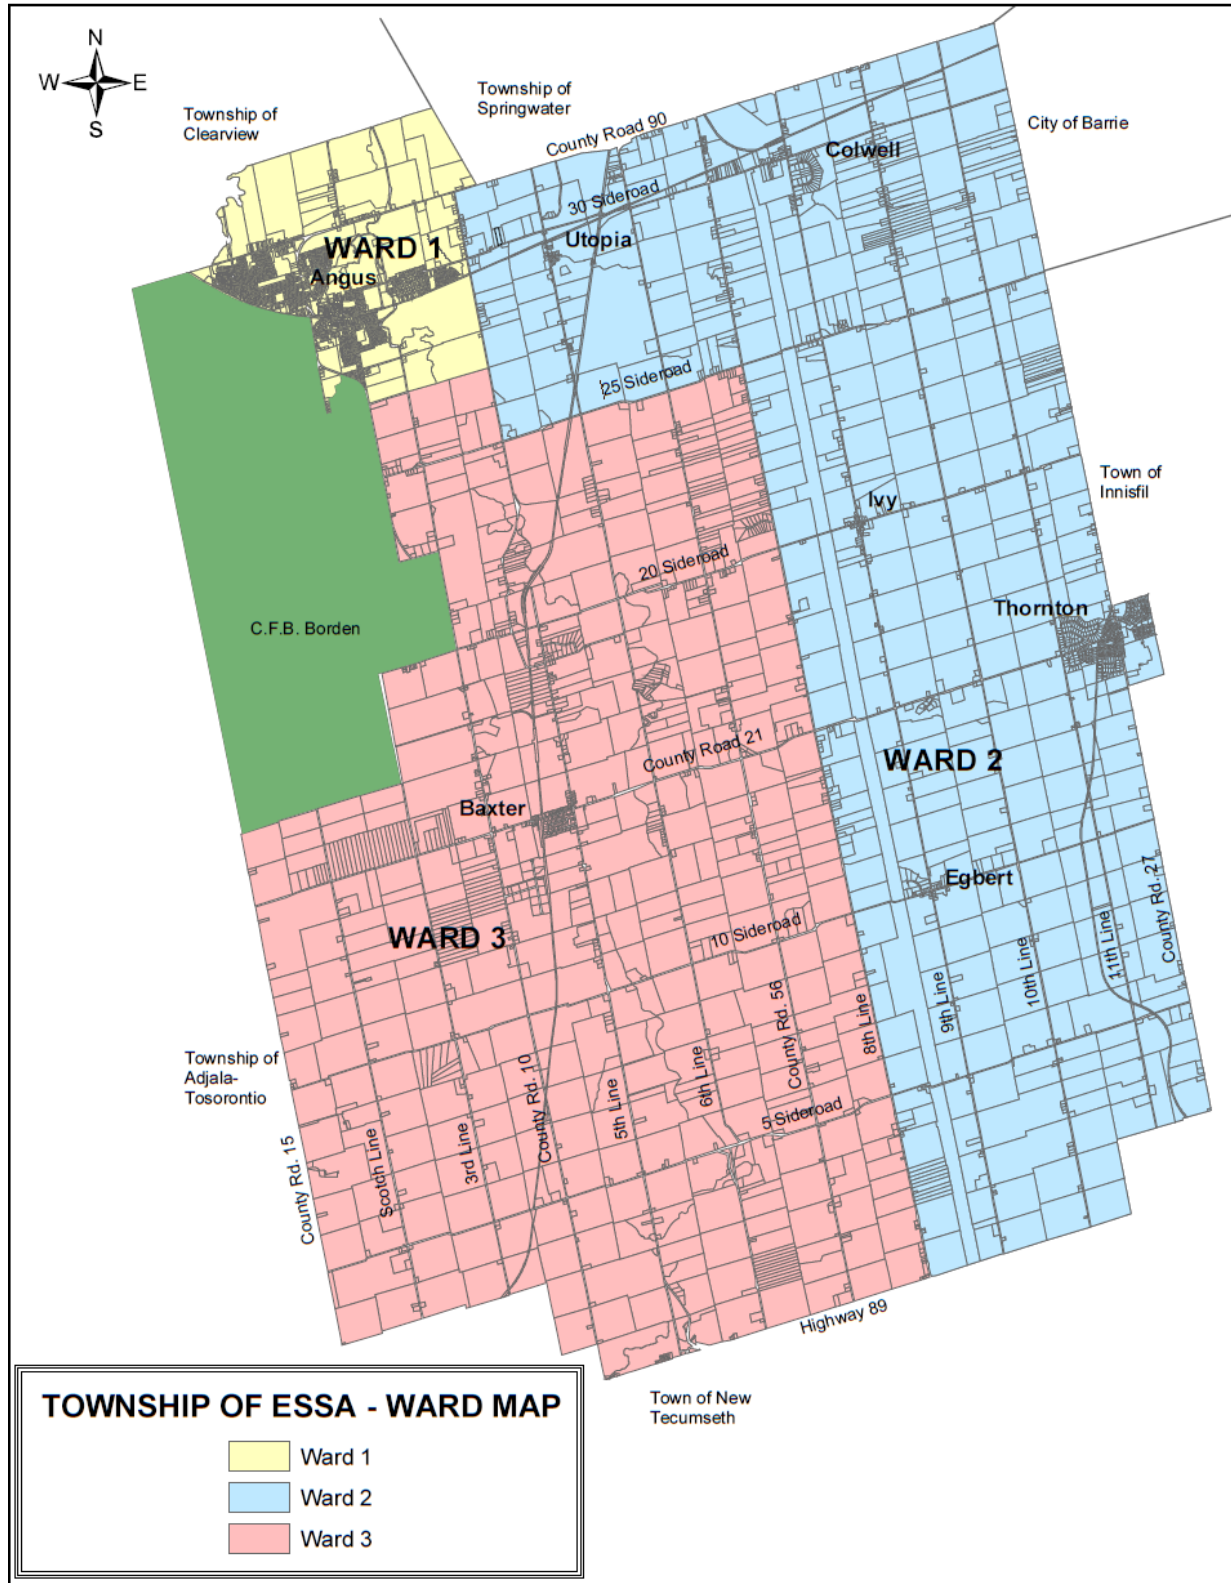 N
W
E
S
Township of
Clearview
Township of
Springwater
County Road 90
City of Barrie
Colwell
30 Sideroad
Utopia
WARD 1
Angus
25 Sideroad
Town of
Innisfil
Ivy
20 Sideroad
Thornton
C.F.B. Borden
County Road 21
WARD 2
Baxter
Egbert
WARD 3
10 Sideroad
County Rd. 27
11th Line
10th Line
9th Line
8th Line
County Rd. 56
6th Line
5th Line
County Rd. 10
3rd Line
Scotch Line
County Rd. 15
Township of
Adjala-
Tosorontio
5 Sideroad
Highway 89
Town of New
Tecumseth
TOWNSHIP OF ESSA - WARD MAP
Ward 1
Ward 2
Ward 3